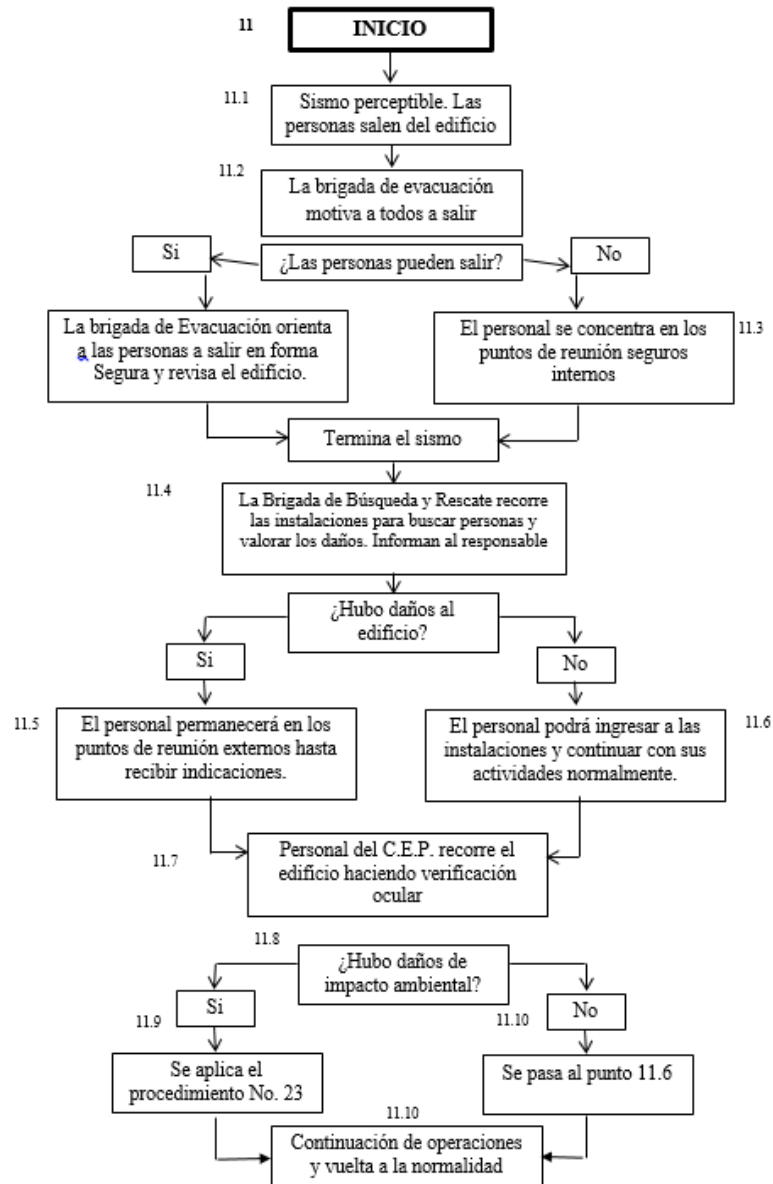 11 INICIO
11.1
Sismo perceptible. Las
personas salen del edificio
11.2
La brigada de evacuación
motiva a todos a salir
Si
¿Las personas pueden salir?
No
La brigada de Evacuación orienta
a las personas a salir en forma
Segura y revisa el edificio.
El personal se concentra en los
puntos de reunión seguros
internos
11.3
Termina el sismo
11.4
La Brigada de Búsqueda y Rescate recorre
las instalaciones para buscar personas y
valorar los daños. Informan al responsable
¿Hubo daños al
edificio?
Si
No
11.5
El personal permanecerá en los
puntos de reunión externos hasta
recibir indicaciones.
El personal podrá ingresar a las
instalaciones y continuar con sus
actividades normalmente.
11.6
11.7
Personal del C.E.P. recorre el
edificio haciendo verificación
ocular
11.8
¿Hubo daños de
impacto ambiental?
Si
No
11.9
11.10
Se aplica el
procedimiento No. 23
Se pasa al punto 11.6
11.10
Continuación de operaciones
y vuelta a la normalidad